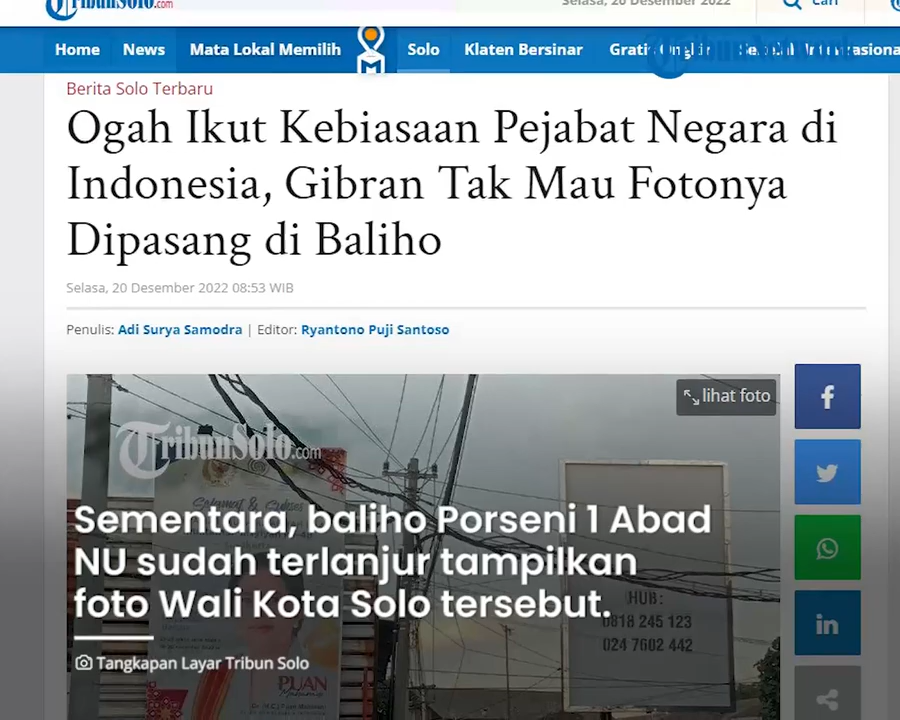 TribunSolo.com
Selasa, 20 Desember 2022
Cari
Home News Mata Lokal Memilih Solo Klaten Bersinar Gratis Ongkir
Berita Solo Terbaru
Ogah Ikut Kebiasaan Pejabat Negara di
Indonesia, Gibran Tak Mau Fotonya
Dipasang di Baliho
Selasa, 20 Desember 2022 08:53 WIB
Penulis: Adi Surya Samodra | Editor: Ryantono Puji Santoso
lihat foto
TribunSolo.com
Selamat & Sukses
Sementara, baliho Porseni 1 Abad
NU sudah terlanjur tampilkan
foto Wali Kota Solo tersebut.
HUB:
0818 245 123
024 7602 442
Tangkapan Layar Tribun Solo
PUAN